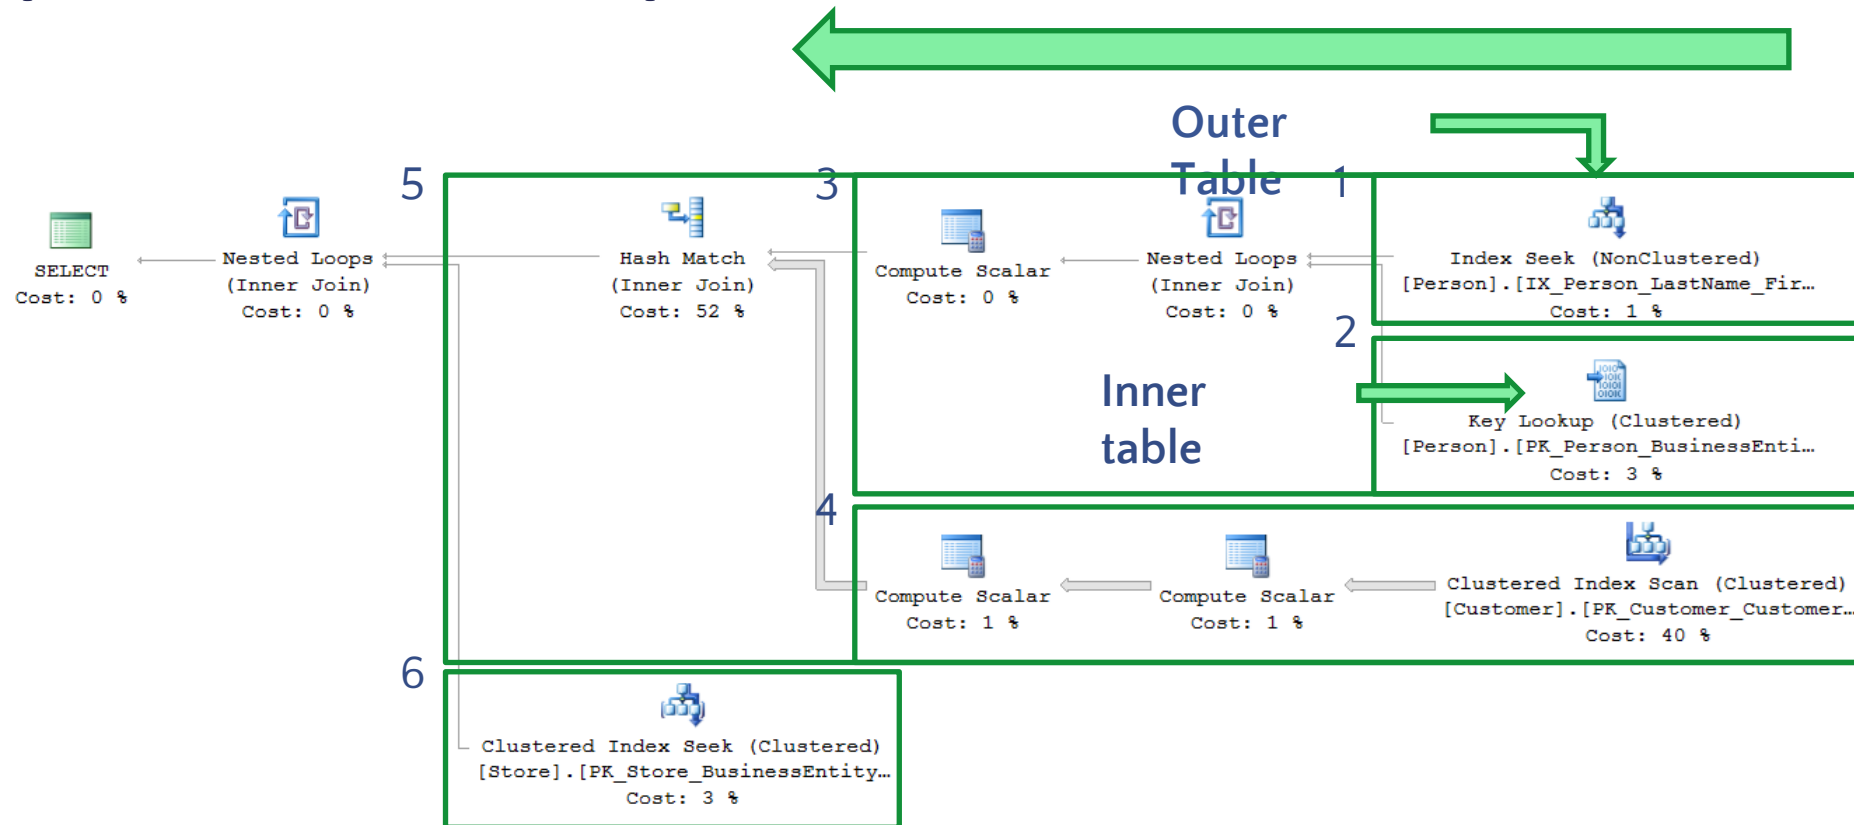 Outer
Table
5
3
1
SELECT
Cost: 0 %
Nested Loops
(Inner Join)
Cost: 0 %
Hash Match
(Inner Join)
Cost: 52 %
Compute Scalar
Cost: 0 %
Nested Loops
(Inner Join)
Cost: 0 %
Index Seek (NonClustered)
[Person].[IX_Person_LastName_Fir…
Cost: 1 %
2
Inner
table
Key Lookup (Clustered)
[Person].[PK_Person_BusinessEnti…
Cost: 3 %
4
Compute Scalar
Cost: 1 %
Compute Scalar
Cost: 1 %
Clustered Index Scan (Clustered)
[Customer].[PK_Customer_Customer…
Cost: 40 %
6
Clustered Index Seek (Clustered)
[Store].[PK_Store_BusinessEntity…
Cost: 3 %